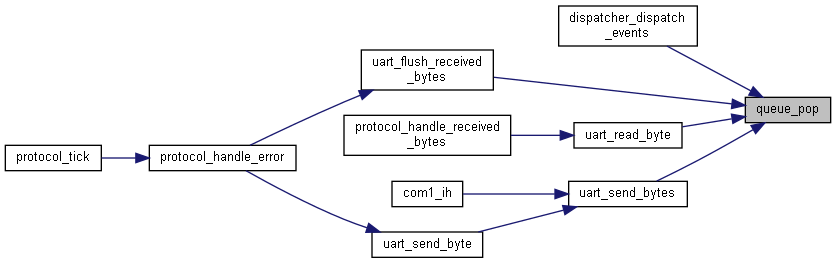 dispatcher_dispatch
_events
uart_flush_received
_bytes
queue_pop
protocol_handle_received
_bytes
uart_read_byte
protocol_tick
protocol_handle_error
com1_ih
uart_send_bytes
uart_send_byte